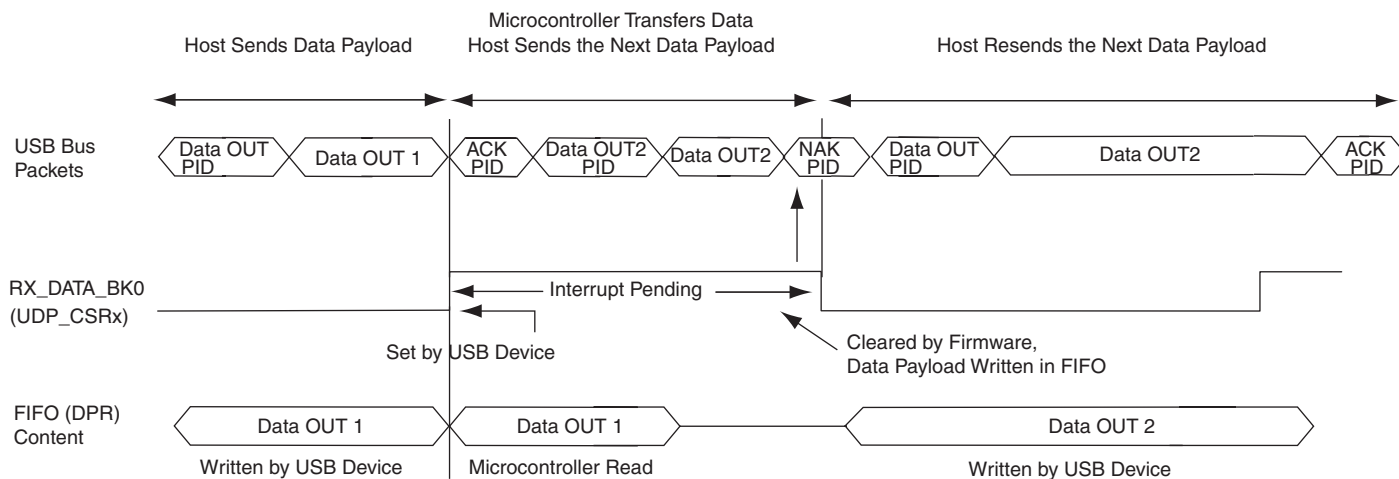 Host Sends Data Payload
Microcontroller Transfers Data
Host Sends the Next Data Payload
Host Resends the Next Data Payload
USB Bus
Packets
Data OUT
PID
Data OUT 1
ACK
PID
Data OUT2
PID
Data OUT2
NAK
PID
Data OUT
PID
Data OUT2
ACK
PID
RX_DATA_BK0
(UDP_CSRx)
Interrupt Pending
Set by USB Device
Cleared by Firmware,
Data Payload Written in FIFO
FIFO (DPR)
Content
Data OUT 1
Data OUT 1
Data OUT 2
Written by USB Device
Microcontroller Read
Written by USB Device